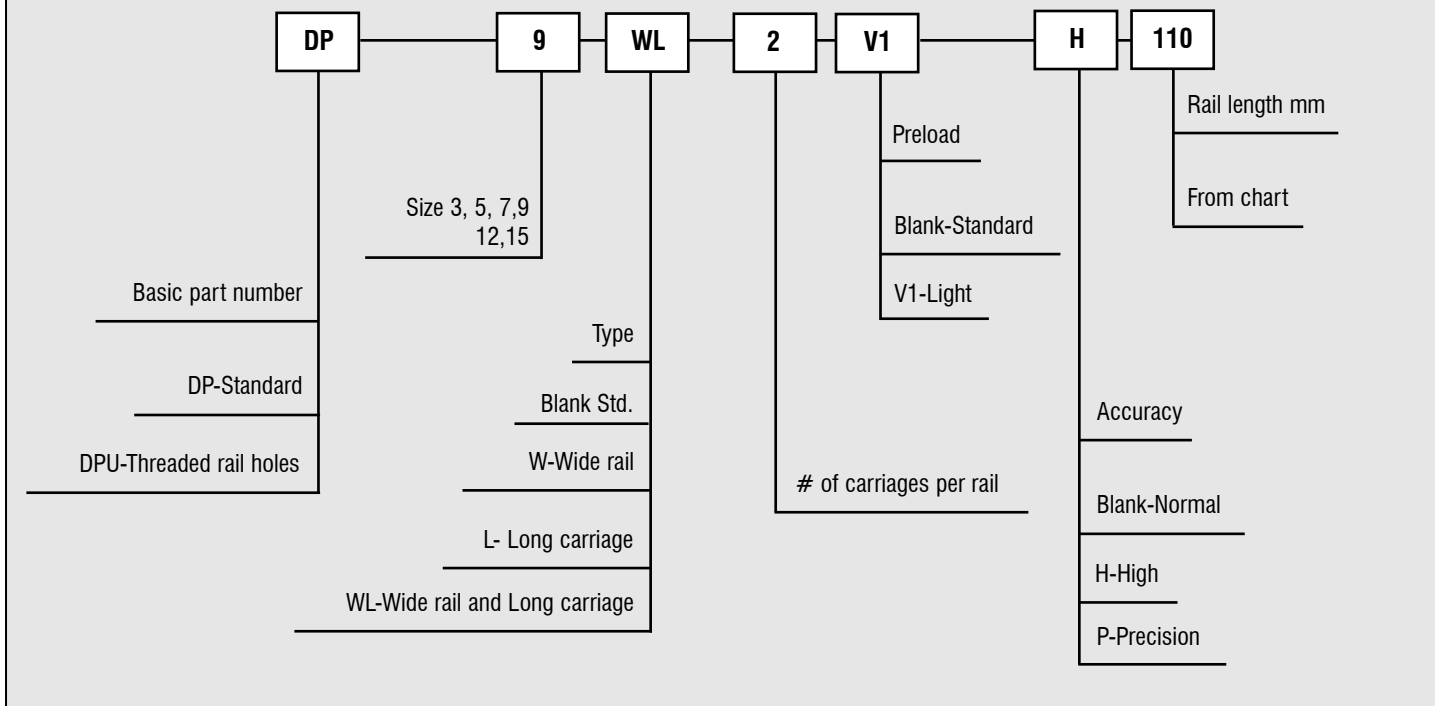 DP 9 WL 2 V1 H 110
Rail length mm
From chart
Preload
Blank-Standard
V1-Light
Size 3, 5, 7,9
12,15
Basic part number
DP-Standard
DPU-Threaded rail holes
Type
Blank Std.
W-Wide rail
L- Long carriage
WL-Wide rail and Long carriage
# of carriages per rail
Accuracy
Blank-Normal
H-High
P-Precision